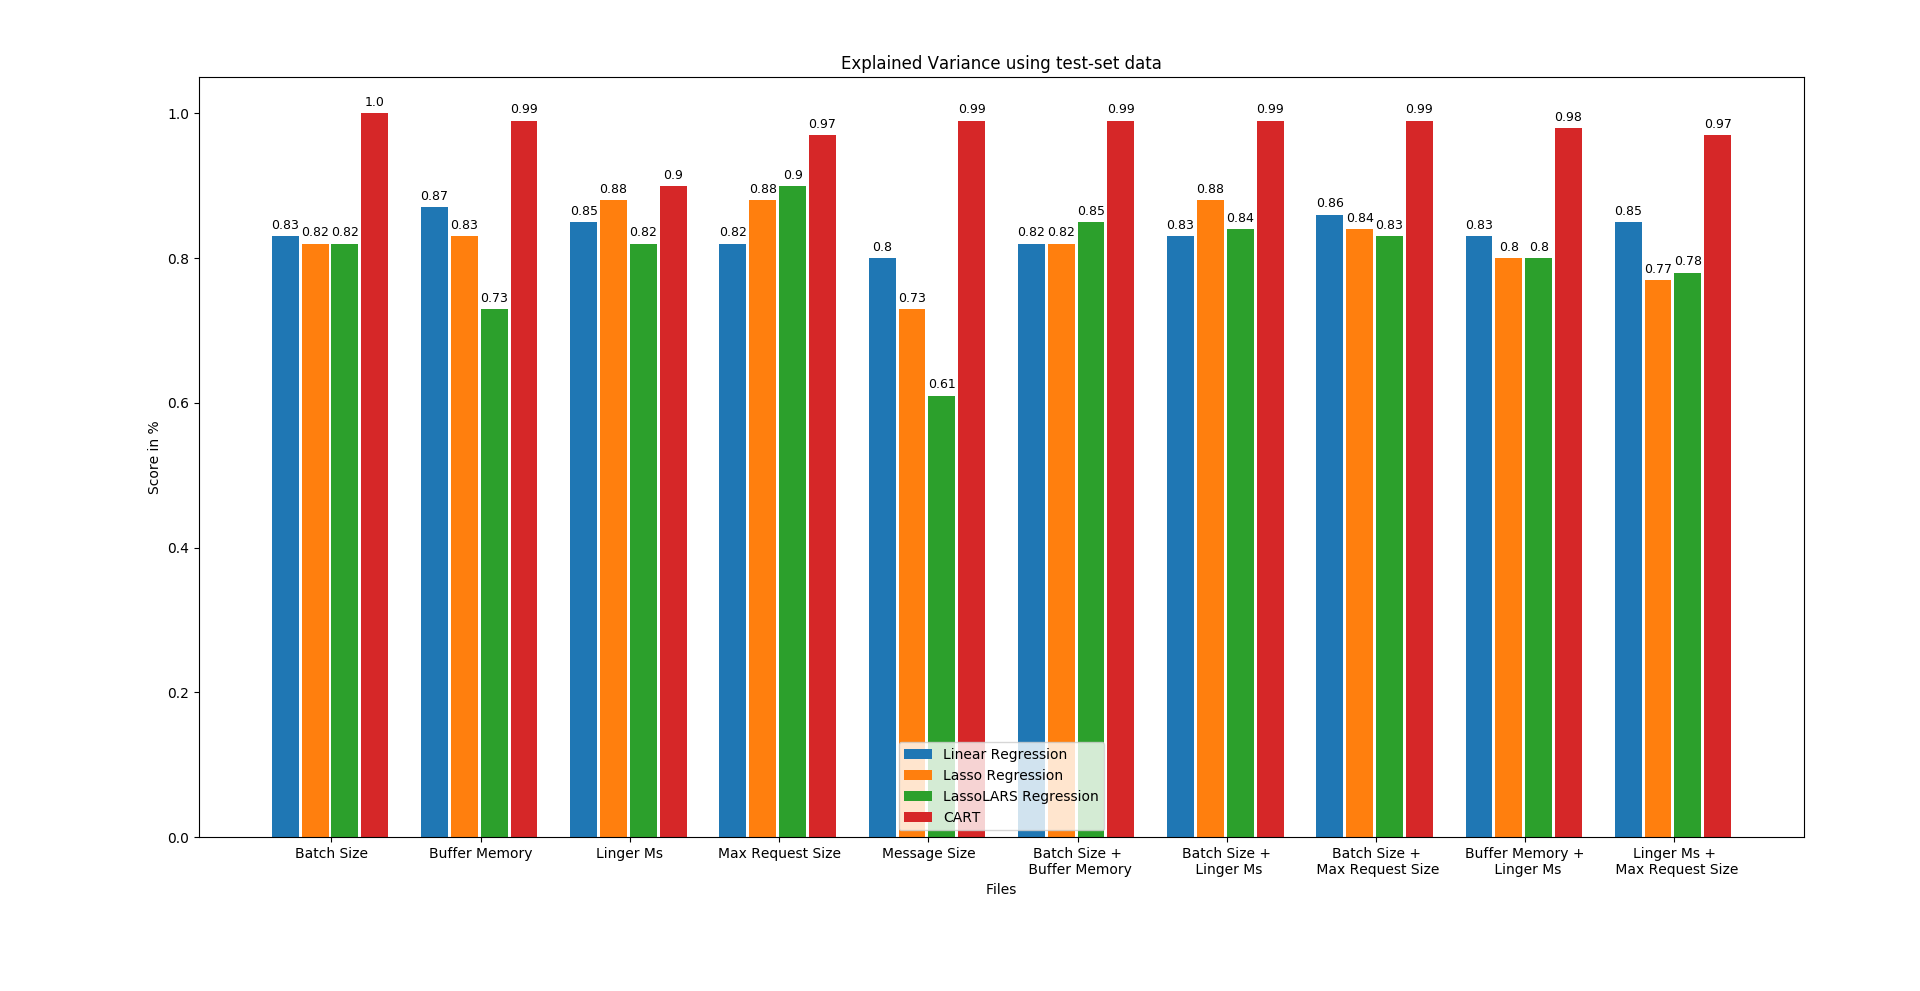 Explained Variance using test-set data
Score in %
1.0
0.8
0.6
0.4
0.2
0.0
0.83 0.82 0.82 1.0
0.87 0.83 0.73 0.99
0.85 0.88 0.82 0.9
0.82 0.88 0.9 0.97
0.8 0.73 0.61 0.99
0.82 0.82 0.85 0.99
0.83 0.88 0.84 0.99
0.86 0.84 0.83 0.99
0.83 0.8 0.8 0.98
0.85 0.77 0.78 0.97
Linear Regression
Lasso Regression
LassoLARS Regression
CART
Batch Size
Buffer Memory
Linger Ms
Max Request Size
Message Size
Batch Size +
Buffer Memory
Batch Size +
Linger Ms
Batch Size +
Max Request Size
Buffer Memory +
Linger Ms
Linger Ms +
Max Request Size
Files